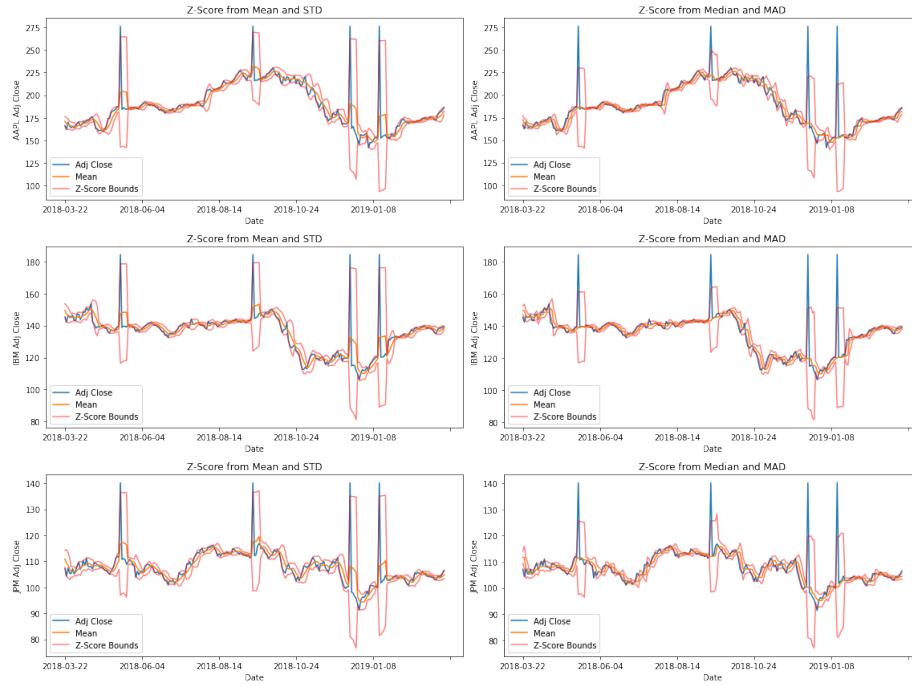 Z-Score from Mean and STD
275
250
225
200
175
150
125
100
AAPL Adj Close
Adj Close
Mean
Z-Score Bounds
2018-03-22 2018-06-04 2018-08-14 2018-10-24 2019-01-08
Date
Z-Score from Median and MAD
275
250
225
200
175
150
125
100
AAPL Adj Close
Adj Close
Mean
Z-Score Bounds
2018-03-22 2018-06-04 2018-08-14 2018-10-24 2019-01-08
Date
Z-Score from Mean and STD
180
160
140
120
100
80
IBM Adj Close
Adj Close
Mean
Z-Score Bounds
2018-03-22 2018-06-04 2018-08-14 2018-10-24 2019-01-08
Date
Z-Score from Median and MAD
180
160
140
120
100
80
IBM Adj Close
Adj Close
Mean
Z-Score Bounds
2018-03-22 2018-06-04 2018-08-14 2018-10-24 2019-01-08
Date
Z-Score from Mean and STD
140
130
120
110
100
90
80
JPM Adj Close
Adj Close
Mean
Z-Score Bounds
2018-03-22 2018-06-04 2018-08-14 2018-10-24 2019-01-08
Date
Z-Score from Median and MAD
140
130
120
110
100
90
80
JPM Adj Close
Adj Close
Mean
Z-Score Bounds
2018-03-22 2018-06-04 2018-08-14 2018-10-24 2019-01-08
Date